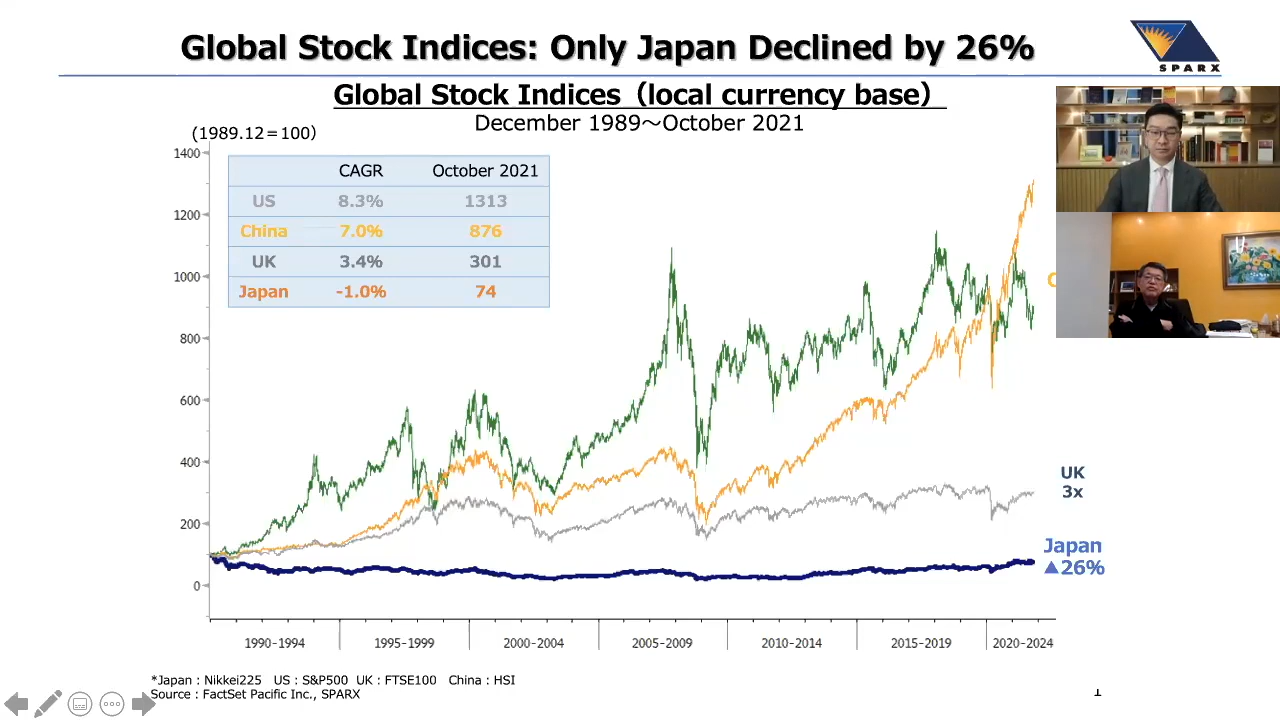 Global Stock Indices: Only Japan Declined by 26%
SPARX
Global Stock Indices（local currency base）
December 1989～October 2021
（1989.12＝100）
CAGR October 2021
US 8.3% 1313
China 7.0% 876
UK 3.4% 301
Japan -1.0% 74
1400
1200
1000
800
600
400
200
0
C
UK
3x
Japan
▲26%
1990-1994 1995-1999 2000-2004 2005-2009 2010-2014 2015-2019 2020-2024
*Japan : Nikkei225 US : S&P500 UK : FTSE100 China : HSI
Source : FactSet Pacific Inc., SPARX
1